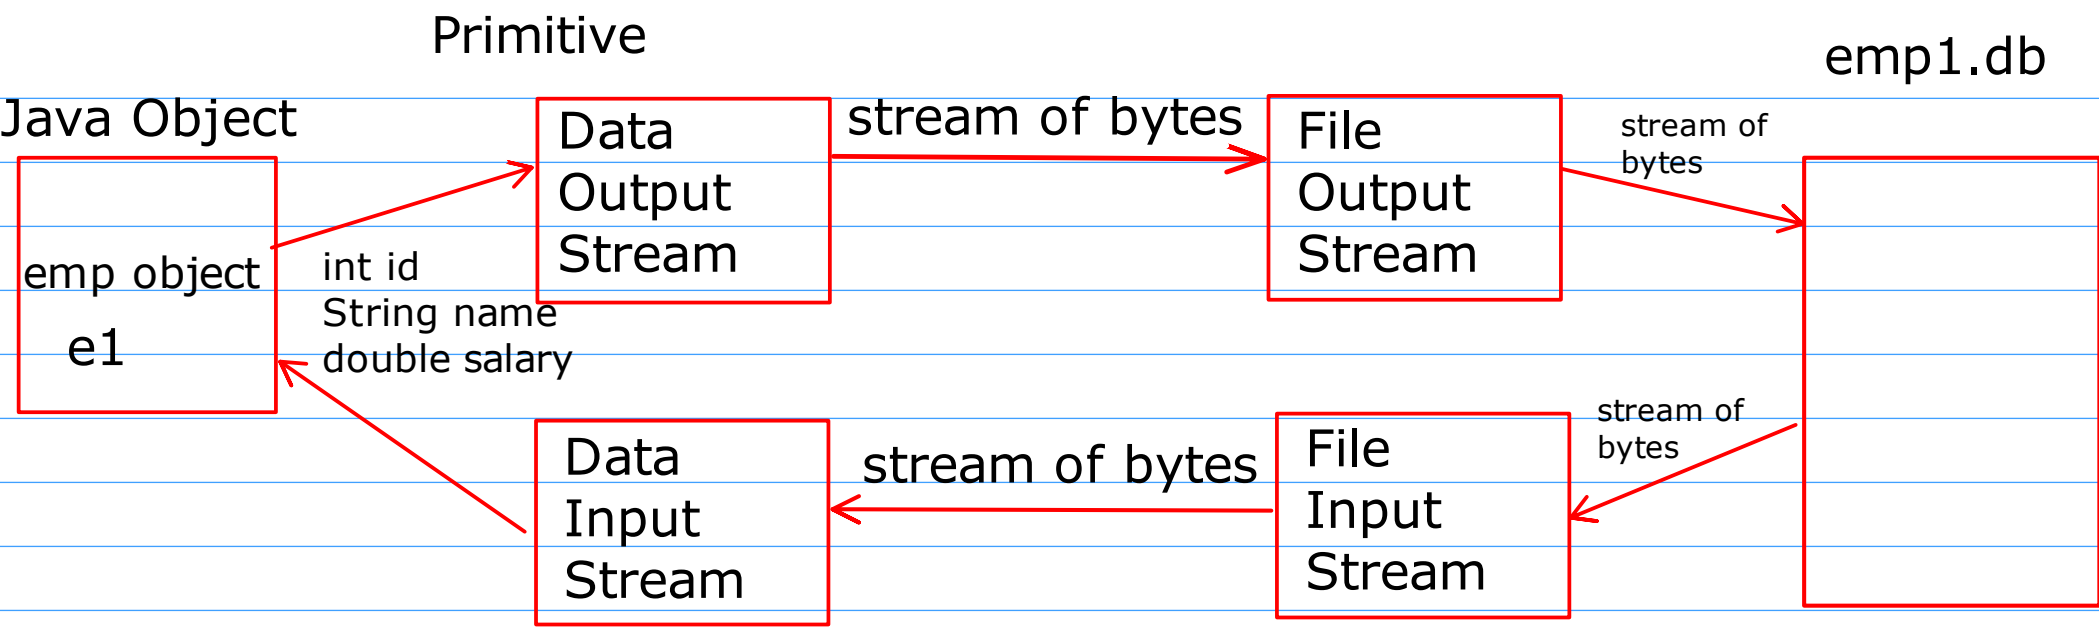 Primitive
emp1.db
Java Object
emp object
e1
int id
String name
double salary
Data
Output
Stream
stream of bytes
File
Output
Stream
stream of
bytes
Data
Input
Stream
stream of bytes
File
Input
Stream
stream of
bytes